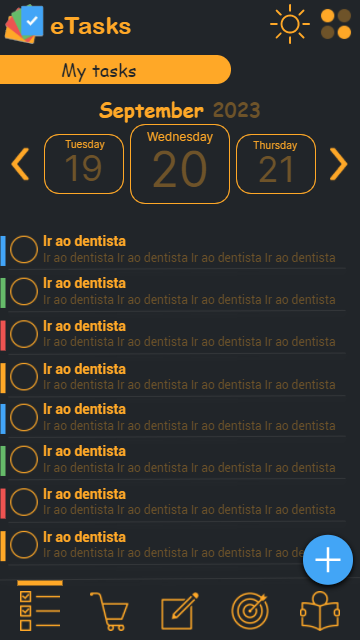 eTasks
My tasks
September 2023
Tuesday
19
Wednesday
20
Thursday
21
Ir ao dentista
Ir ao dentista Ir ao dentista Ir ao dentista Ir ao dentista
Ir ao dentista
Ir ao dentista Ir ao dentista Ir ao dentista Ir ao dentista
Ir ao dentista
Ir ao dentista Ir ao dentista Ir ao dentista Ir ao dentista
Ir ao dentista
Ir ao dentista Ir ao dentista Ir ao dentista Ir ao dentista
Ir ao dentista
Ir ao dentista Ir ao dentista Ir ao dentista Ir ao dentista
Ir ao dentista
Ir ao dentista Ir ao dentista Ir ao dentista Ir ao dentista
Ir ao dentista
Ir ao dentista Ir ao dentista Ir ao dentista Ir ao dentista
Ir ao dentista
Ir ao dentista Ir ao dentista Ir ao dentista Ir ao